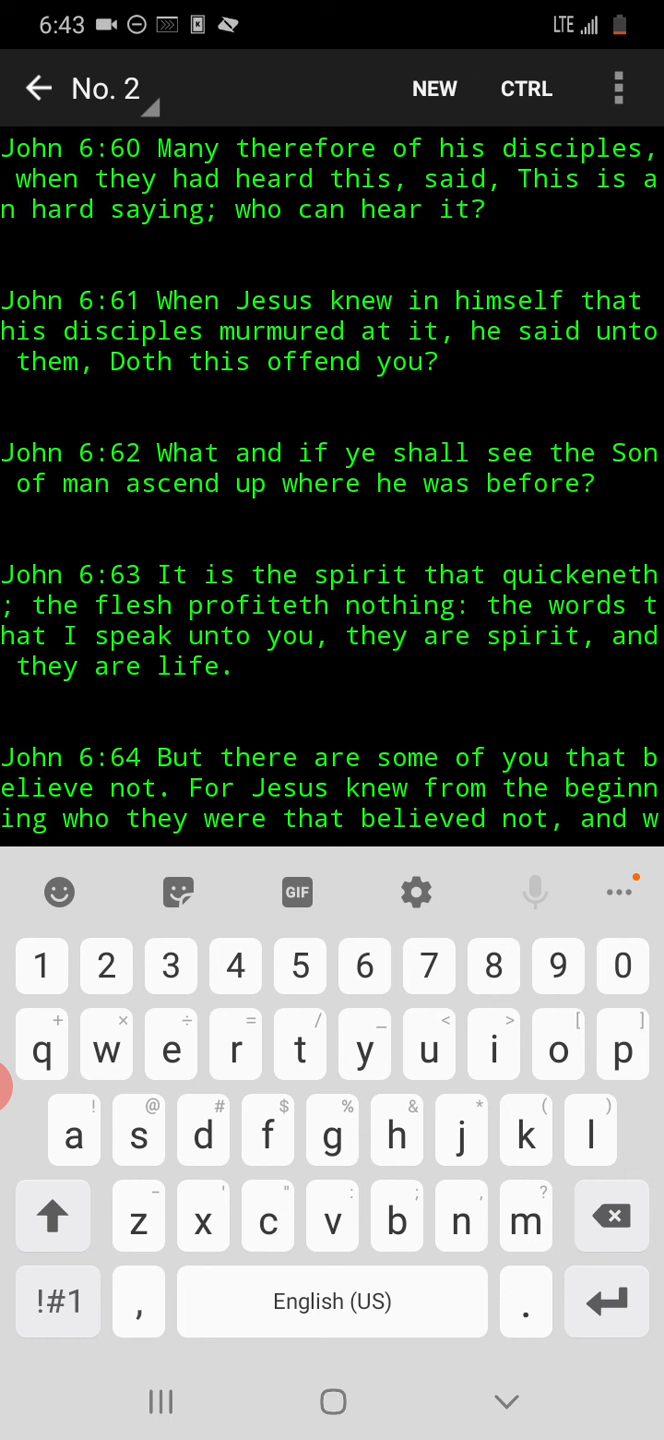 6:43 LTE
No. 2 NEW CTRL
John 6:60 Many therefore of his disciples,
when they had heard this, said, This is a
n hard saying; who can hear it?
John 6:61 When Jesus knew in himself that
his disciples murmured at it, he said unto
them, Doth this offend you?
John 6:62 What and if ye shall see the Son
of man ascend up where he was before?
John 6:63 It is the spirit that quickeneth
; the flesh profiteth nothing: the words t
hat I speak unto you, they are spirit, and
they are life.
John 6:64 But there are some of you that b
elieve not. For Jesus knew from the beginn
ing who they were that believed not, and w
GIF
1 2 3 4 5 6 7 8 9 0
+ × ÷ = / _ < > [ ]
q w e r t y u i o p
! @ # $ % & * ( )
a s d f g h j k l
- ' " : ; , ?
z x c v b n m
!#1 , English (US) .